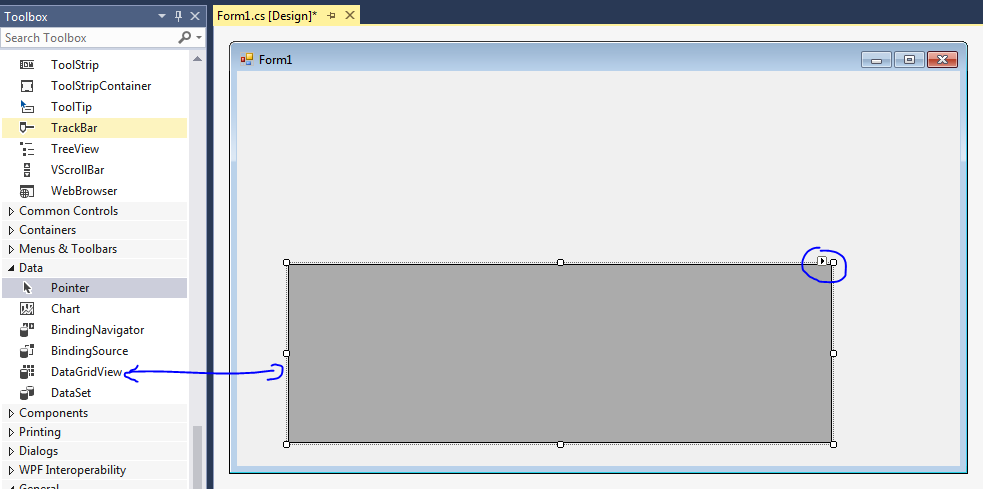 Toolbox
Form1.cs [Design]*
Search Toolbox
Form1
ToolStrip
ToolStripContainer
ToolTip
TrackBar
TreeView
VScrollBar
WebBrowser
Common Controls
Containers
Menus & Toolbars
Data
Pointer
Chart
BindingNavigator
BindingSource
DataGridView
DataSet
Components
Printing
Dialogs
WPF Interoperability
General